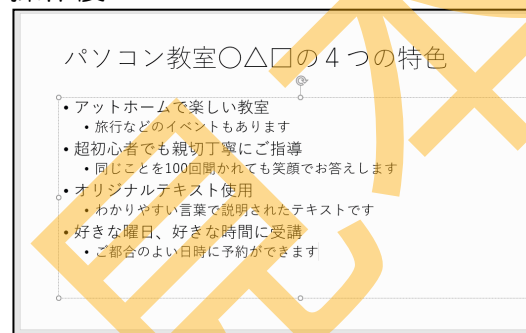 パソコン教室○△□の４つの特色
• アットホームで楽しい教室
• 旅行などのイベントもあります
• 超初心者でも親切丁寧にご指導
• 同じことを100回聞かれても笑顔でお答えします
• オリジナルテキスト使用
• わかりやすい言葉で説明されたテキストです
• 好きな曜日、好きな時間に受講
• ご都合のよい日時に予約ができます